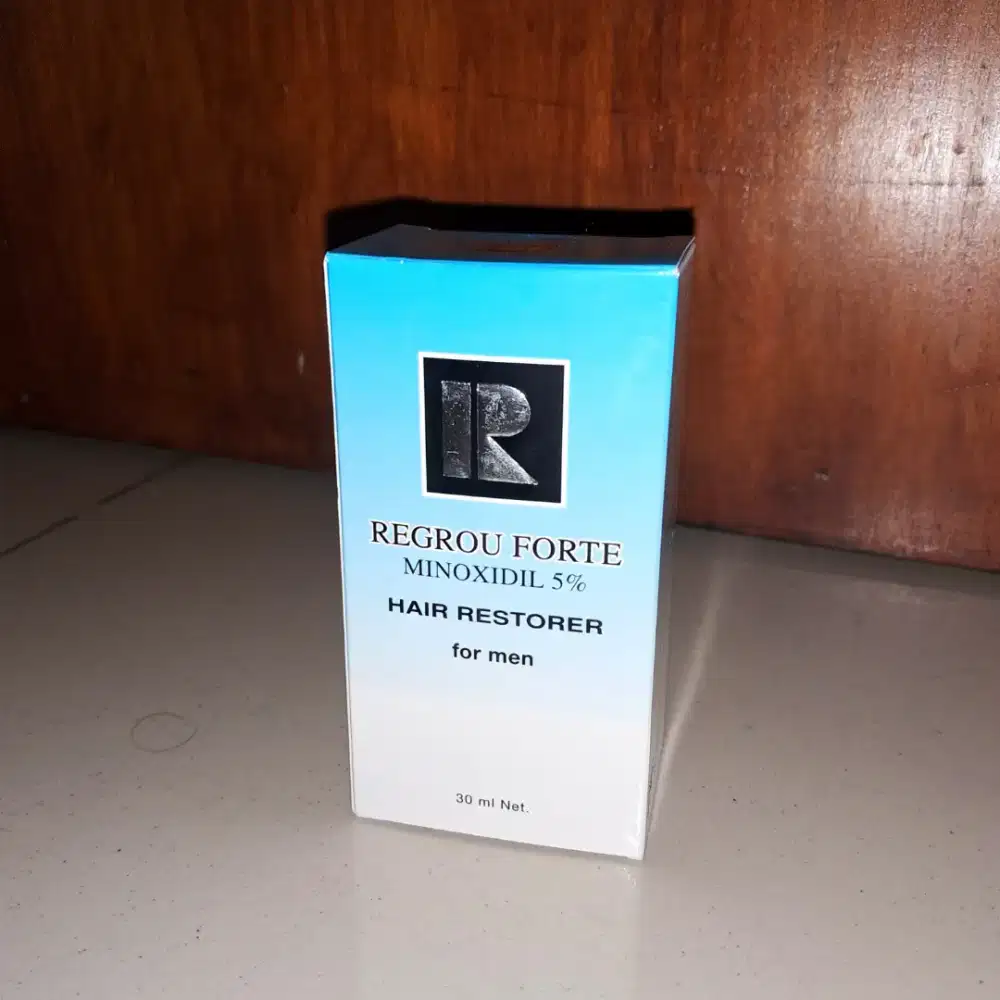 R
REGROU FORTE
MINOXIDIL 5%
HAIR RESTORER
for men
30 ml Net.